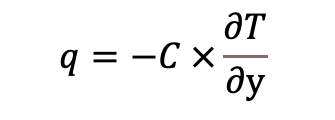 q = −C × ∂T/∂y